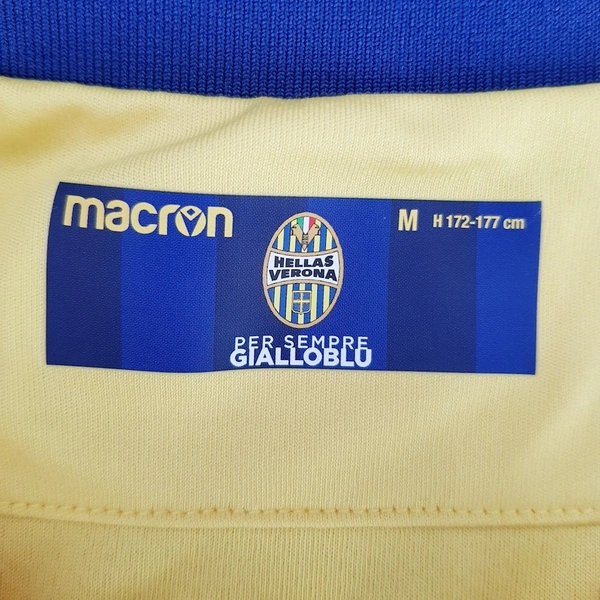 macron
M H 172-177 cm
HELLAS
VERONA
PER SEMPRE
GIALLOBLU